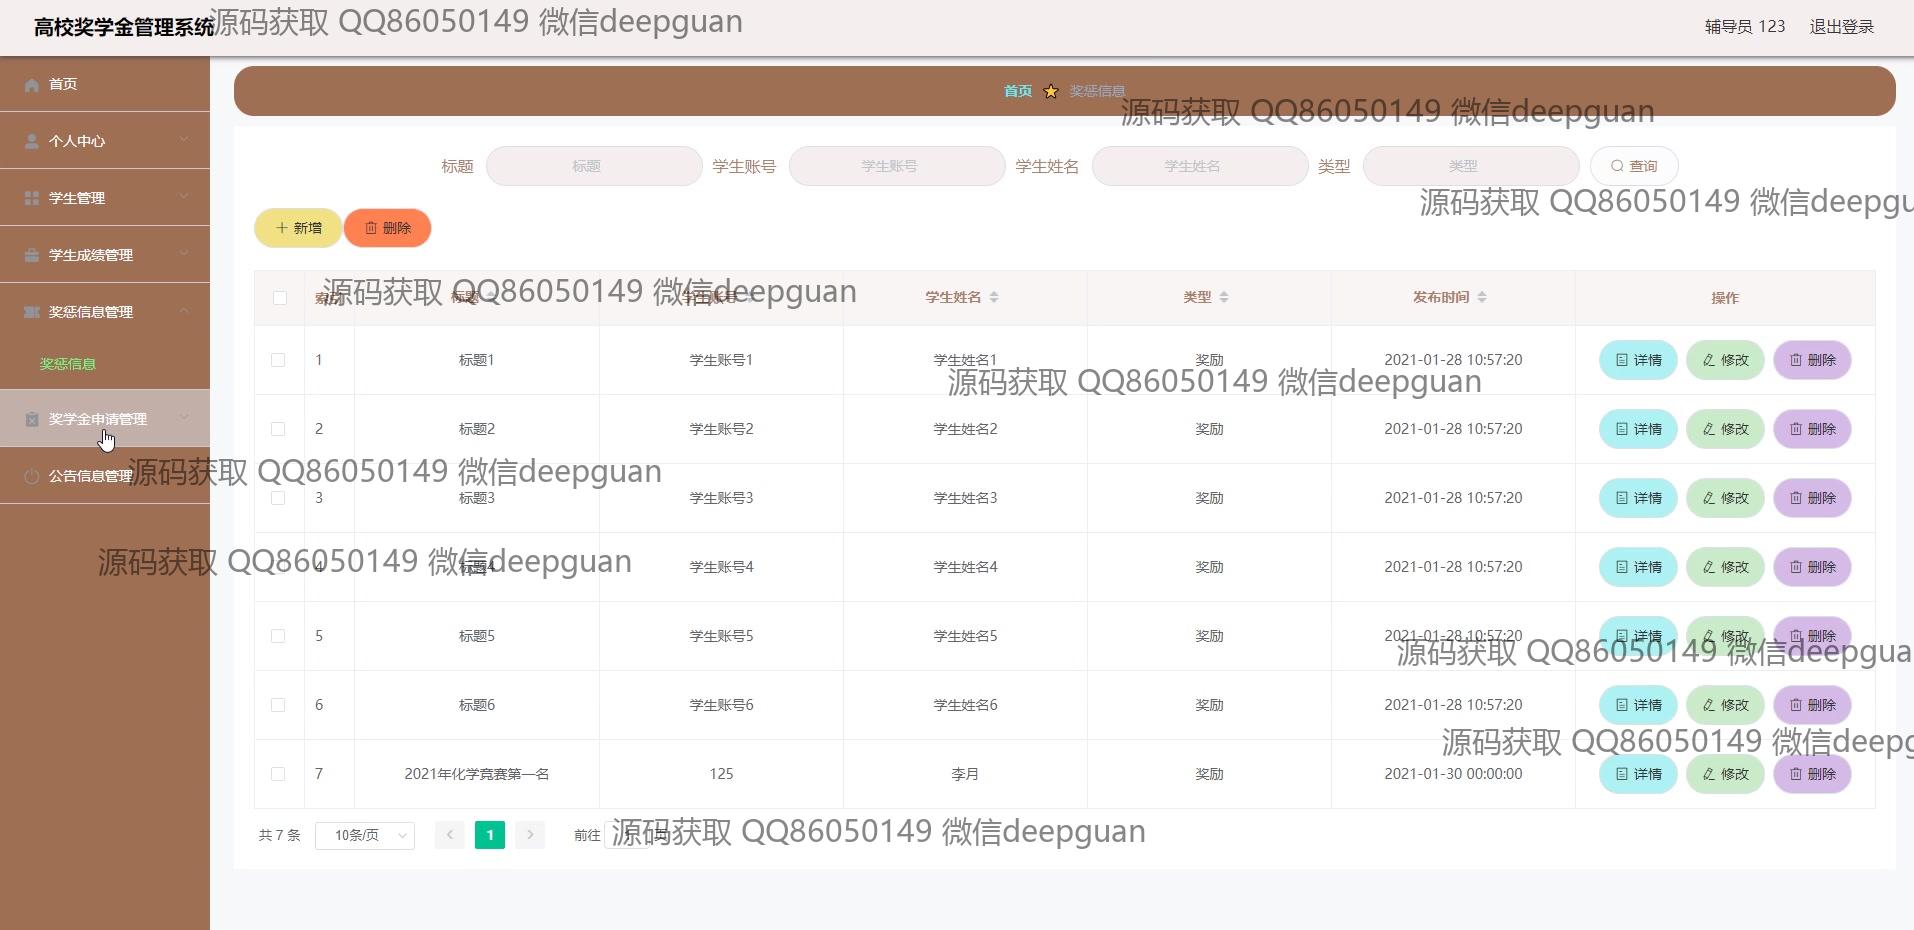 高校奖学金管理系统
源码获取 QQ86050149 微信deepguan
辅导员 123 退出登录
首页
个人中心
学生管理
学生成绩管理
奖惩信息管理
奖惩信息
奖学金申请管理
公告信息管理
首页 奖惩信息
源码获取 QQ86050149 微信deepguan
标题 标题 学生账号 学生账号 学生姓名 学生姓名 类型 类型 查询
源码获取 QQ86050149 微信deepgu
新增 删除
索引 标题 学生账号 学生姓名 类型 发布时间 操作
源码获取 QQ86050149 微信deepguan
1 标题1 学生账号1 学生姓名1 奖励 2021-01-28 10:57:20 详情 修改 删除
源码获取 QQ86050149 微信deepguan
2 标题2 学生账号2 学生姓名2 奖励 2021-01-28 10:57:20 详情 修改 删除
源码获取 QQ86050149 微信deepguan
3 标题3 学生账号3 学生姓名3 奖励 2021-01-28 10:57:20 详情 修改 删除
源码获取 QQ86050149 微信deepguan
4 标题4 学生账号4 学生姓名4 奖励 2021-01-28 10:57:20 详情 修改 删除
5 标题5 学生账号5 学生姓名5 奖励 2021-01-28 10:57:20 详情 修改 删除
源码获取 QQ86050149 微信deepgua
6 标题6 学生账号6 学生姓名6 奖励 2021-01-28 10:57:20 详情 修改 删除
源码获取 QQ86050149 微信deepg
7 2021年化学竞赛第一名 125 李月 奖励 2021-01-30 00:00:00 详情 修改 删除
共 7 条 10条/页 1 前往 1 页
源码获取 QQ86050149 微信deepguan